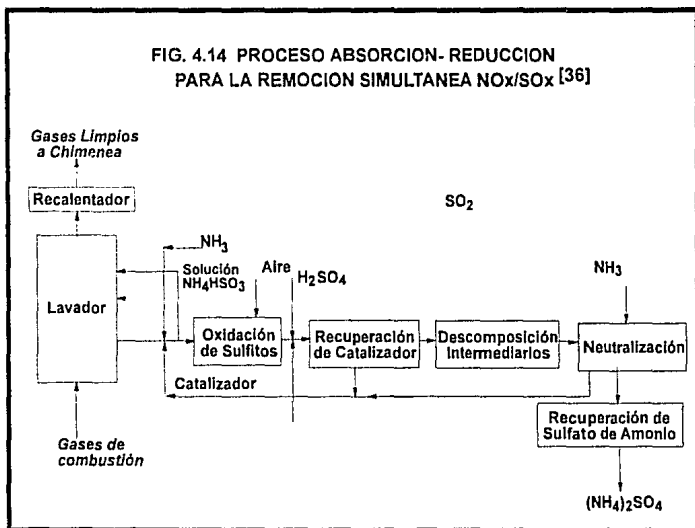 FIG. 4.14 PROCESO ABSORCION- REDUCCION
PARA LA REMOCION SIMULTANEA NOx/SOx [36]
Gases Limpios
a Chimenea
Recalentador
SO2
NH3
Solución
NH4HSO3
Aire
H2SO4
NH3
Lavador
Oxidación
de Sulfitos
Recuperación
de Catalizador
Descomposición
Intermediarios
Neutralización
Catalizador
Gases de
combustión
Recuperación de
Sulfato de Amonio
(NH4)2SO4